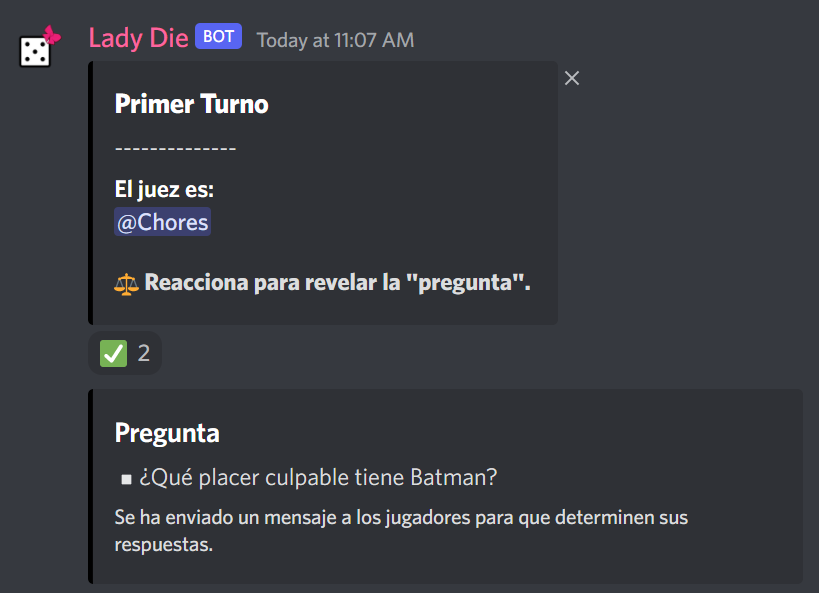 Lady Die BOT Today at 11:07 AM
Primer Turno
--------------
El juez es:
@Chores
Reacciona para revelar la "pregunta".
2
Pregunta
¿Qué placer culpable tiene Batman?
Se ha enviado un mensaje a los jugadores para que determinen sus
respuestas.